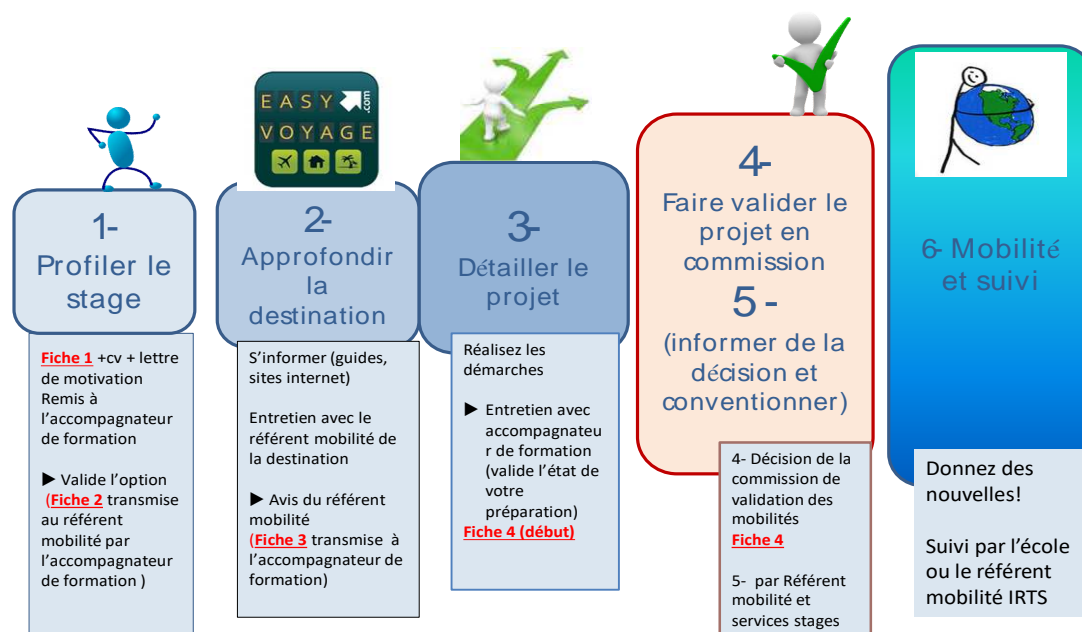 EASY
.com
VOYAGE
1-
Profiler le
stage
Fiche 1 +cv + lettre
de motivation
Remis à
l’accompagnateur
de formation
► Valide l’option
(Fiche 2 transmise
au référent
mobilité par
l’accompagnateur
de formation )
2-
Approfondir
la
destination
S’informer (guides,
sites internet)
Entretien avec le
référent mobilité de
la destination
► Avis du référent
mobilité
(Fiche 3 transmise à
l’accompagnateur de
formation)
3-
Détailler le
projet
Réalisez les
démarches
► Entretien avec
accompagnateu
r de formation
(valide l’état de
votre
préparation)
Fiche 4 (début)
4-
Faire valider le
projet en
commission
5 -
(informer de la
décision et
conventionner)
4- Décision de la
commission de
validation des
mobilités
Fiche 4
5- par Référent
mobilité et
services stages
6- Mobilité
et suivi
Donnez des
nouvelles!
Suivi par l’école
ou le référent
mobilité IRTS